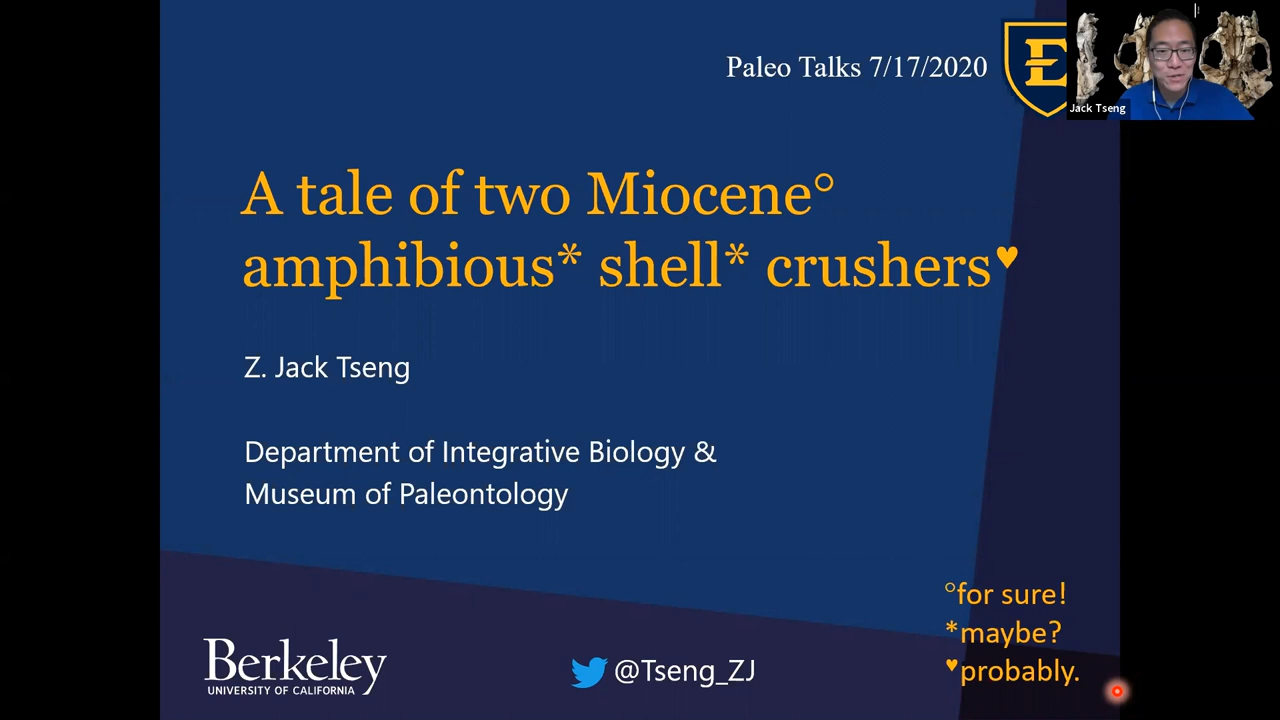 Paleo Talks 7/17/2020
E
Jack Tseng
A tale of two Miocene°
amphibious* shell* crushers♥
Z. Jack Tseng
Department of Integrative Biology &
Museum of Paleontology
°for sure!
*maybe?
♥probably.
Berkeley
UNIVERSITY OF CALIFORNIA
@Tseng_ZJ